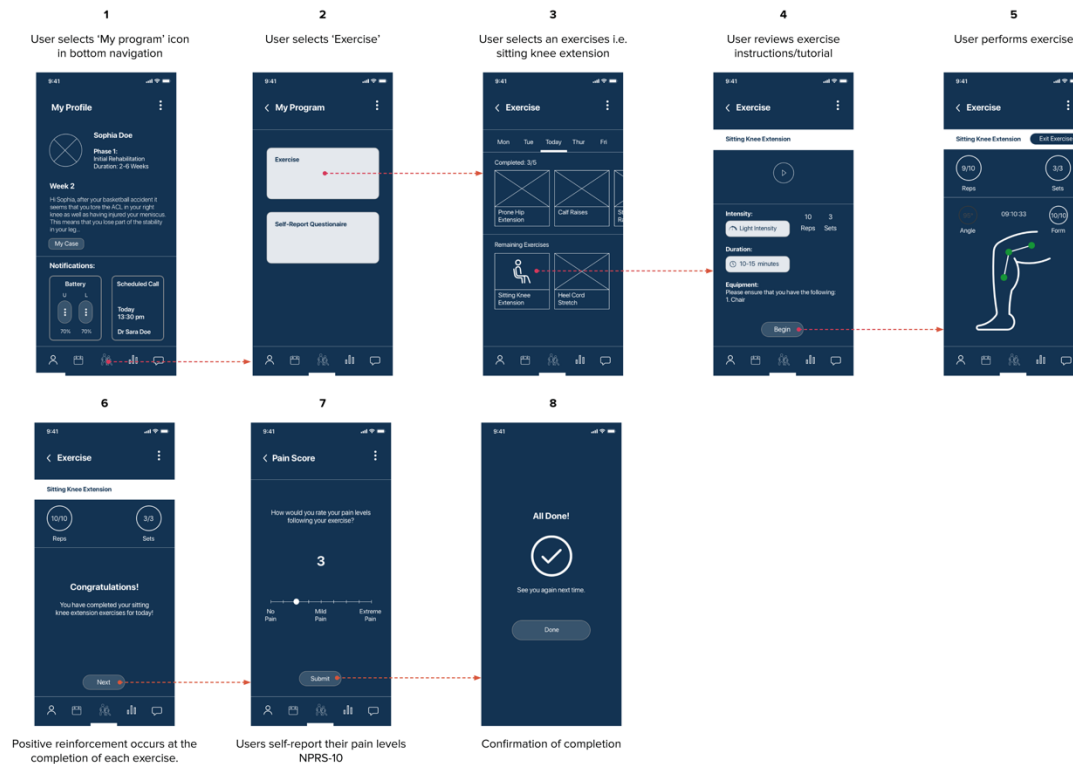 1
User selects ‘My program’ icon
in bottom navigation
9:41
My Profile
Sophia Doe
Phase 1:
Initial Rehabilitation
Duration: 2-6 Weeks
Week 2
Hi Sophia, after your basketball accident it
seems that you tore the ACL in your right
knee as well as having injured your meniscus.
This means that you lose part of the stability
in your leg...
My Case
Notifications:
Battery
U L
70% 70%
Scheduled Call
Today
13:30 pm
Dr Sara Doe
2
User selects ‘Exercise’
9:41
My Program
Exercise
Self-Report Questionaire
3
User selects an exercises i.e.
sitting knee extension
9:41
Exercise
Mon Tue Today Thur Fri
Completed 3/5
Prone Hip
Extension
Calf Raises
Remaining Exercises
Sitting Knee
Extension
Heel Cord
Stretch
4
User reviews exercise
instructions/tutorial
9:41
Exercise
Sitting Knee Extension
Intensity:
Light Intensity
10 3
Reps Sets
Duration:
10-15 minutes
Equipment:
Please ensure that you have the following:
1. Chair
Begin
5
User performs exercise
9:41
Exercise
Sitting Knee Extension
Exit Exercise
9/10
Reps
3/3
Sets
Angle
09:10:33
10/10
Form
6
9:41
Exercise
Sitting Knee Extension
10/10
Reps
3/3
Sets
Congratulations!
You have completed your sitting
knee extension exercises for today!
Next
Positive reinforcement occurs at the
completion of each exercise.
7
9:41
Pain Score
How would you rate your pain levels
following your exercise?
3
No
Pain
Mild
Pain
Extreme
Pain
Submit
Users self-report their pain levels
NPRS-10
8
9:41
All Done!
See you again next time.
Done
Confirmation of completion